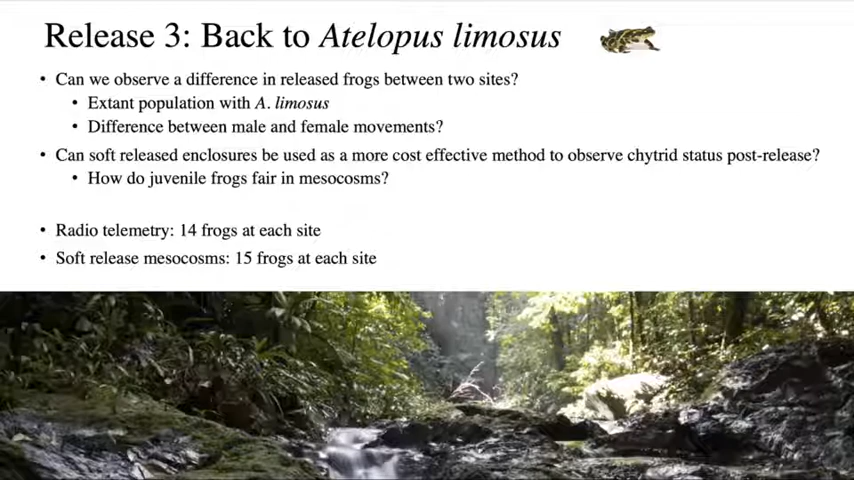 Release 3: Back to Atelopus limosus
• Can we observe a difference in released frogs between two sites?
• Extant population with A. limosus
• Difference between male and female movements?
• Can soft released enclosures be used as a more cost effective method to observe chytrid status post-release?
• How do juvenile frogs fair in mesocosms?
• Radio telemetry: 14 frogs at each site
• Soft release mesocosms: 15 frogs at each site